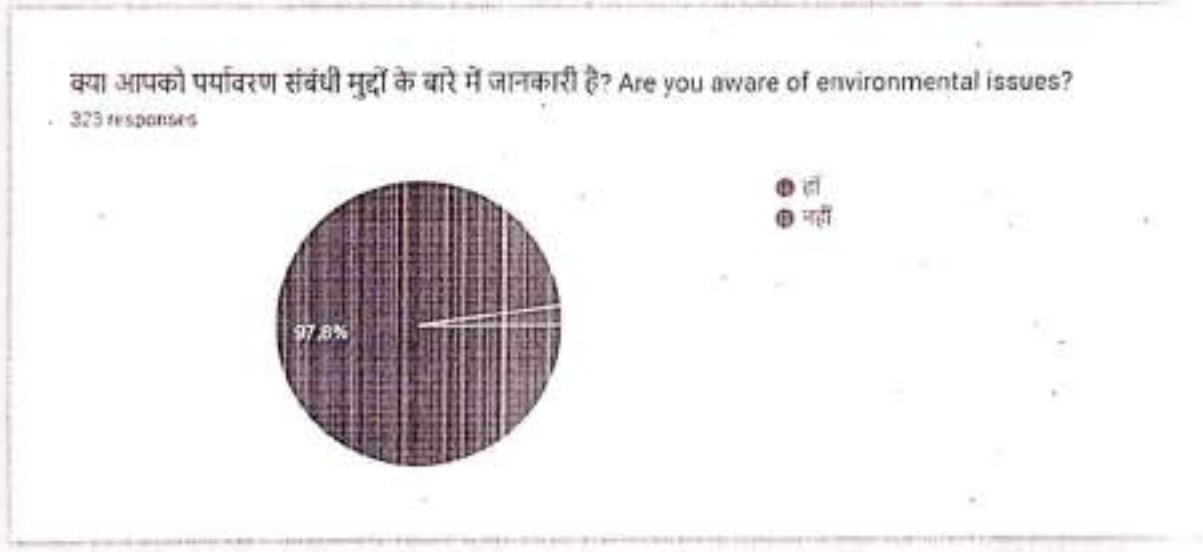 क्या आपको पर्यावरण संबंधी मुद्दों के बारे में जानकारी है? Are you aware of environmental issues?
323 responses
97.8%
हाँ
नहीं